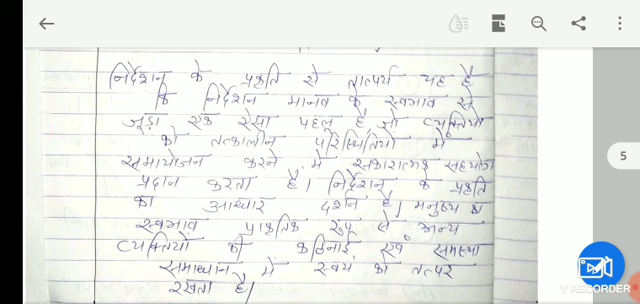 निर्देशन के प्रकृति से तात्पर्य यह है
कि निर्देशन मानव के स्वभाव से
जूड़ा एक ऐसा पहलू है, जो व्यक्तियों
को तत्कालीन परिस्थितियों में
समायोजन करने में सकारात्मक सहयोग
प्रदान करता है। निर्देशन के प्रकृति
का आधार दर्शन है। मनुष्य का
स्वभाव प्राकृतिक रूप से अन्य
व्यक्तियों की कठिनाई एवं समस्या
समाधान में स्वयं को तत्पर
रखता है।
5
V RECORDER